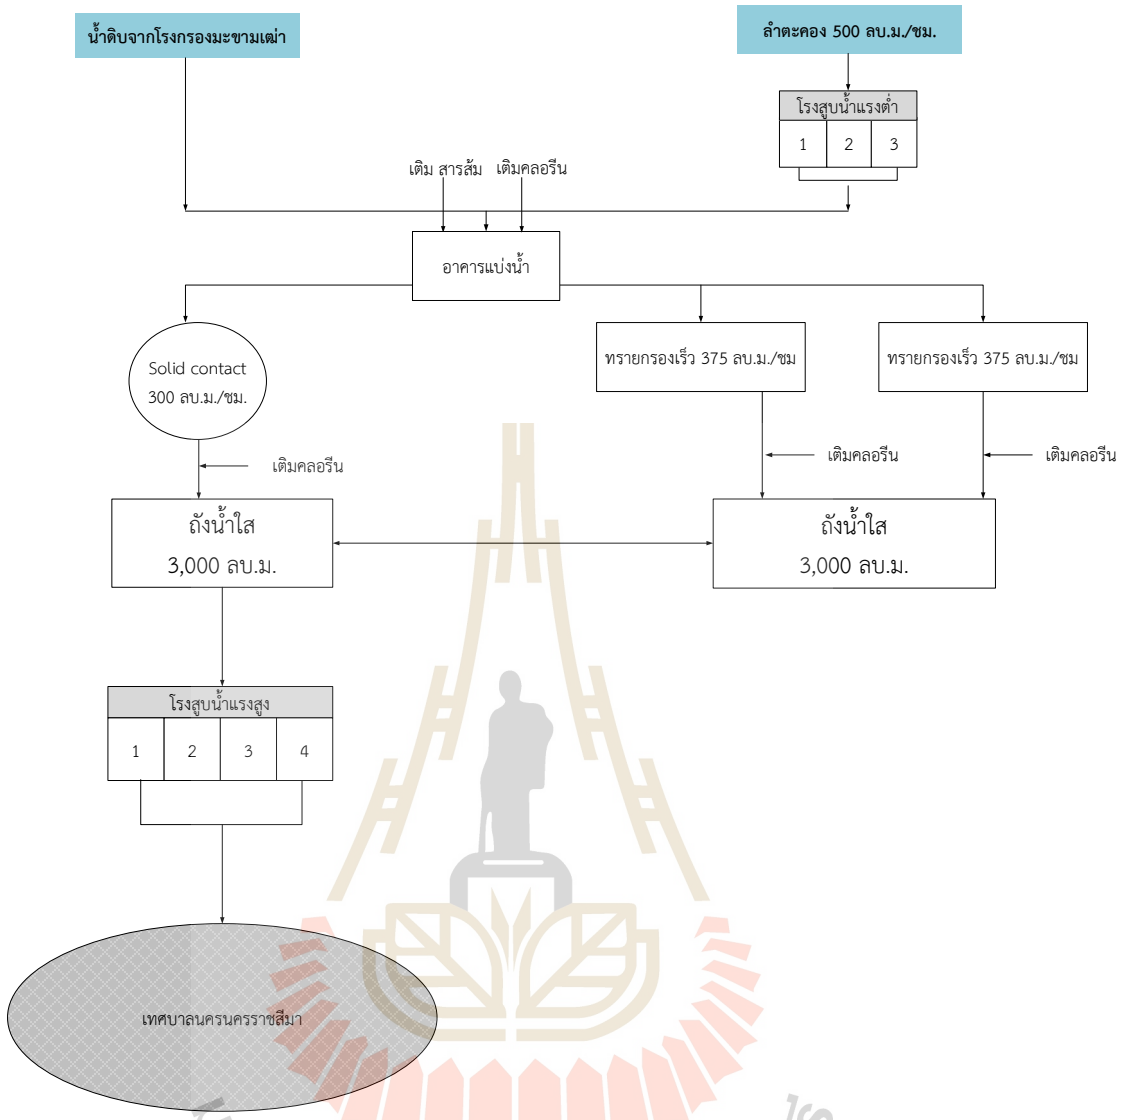 น้ำดิบจากโรงกรองมะขามเฒ่า
ลำตะคอง 500 ลบ.ม./ชม.
โรงสูบน้ำแรงต่ำ
1 2 3
เติม สารส้ม เติมคลอรีน
อาคารแบ่งน้ำ
Solid contact
300 ลบ.ม./ชม.
ทรายกรองเร็ว 375 ลบ.ม./ชม
ทรายกรองเร็ว 375 ลบ.ม./ชม
เติมคลอรีน
เติมคลอรีน
เติมคลอรีน
ถังน้ำใส
3,000 ลบ.ม.
ถังน้ำใส
3,000 ลบ.ม.
โรงสูบน้ำแรงสูง
1 2 3 4
เทศบาลนครนครราชสีมา